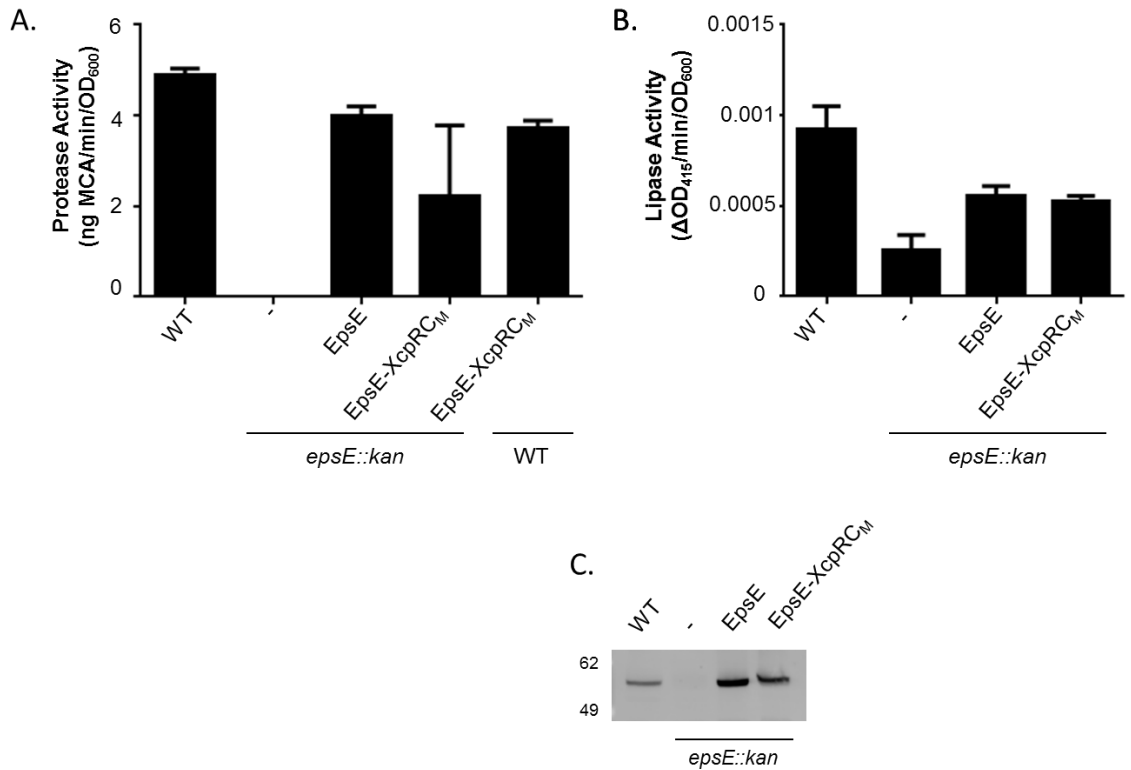 A.
Protease Activity
(ng MCA/min/OD600)
6
4
2
0
WT
-
EpsE
EpsE-XcpRCM
EpsE-XcpRCM
epsE::kan
WT
B.
Lipase Activity
(ΔOD415/min/OD600)
0.0015
0.001
0.0005
0
WT
-
EpsE
EpsE-XcpRCM
epsE::kan
C.
WT
-
EpsE
EpsE-XcpRCM
62
49
epsE::kan